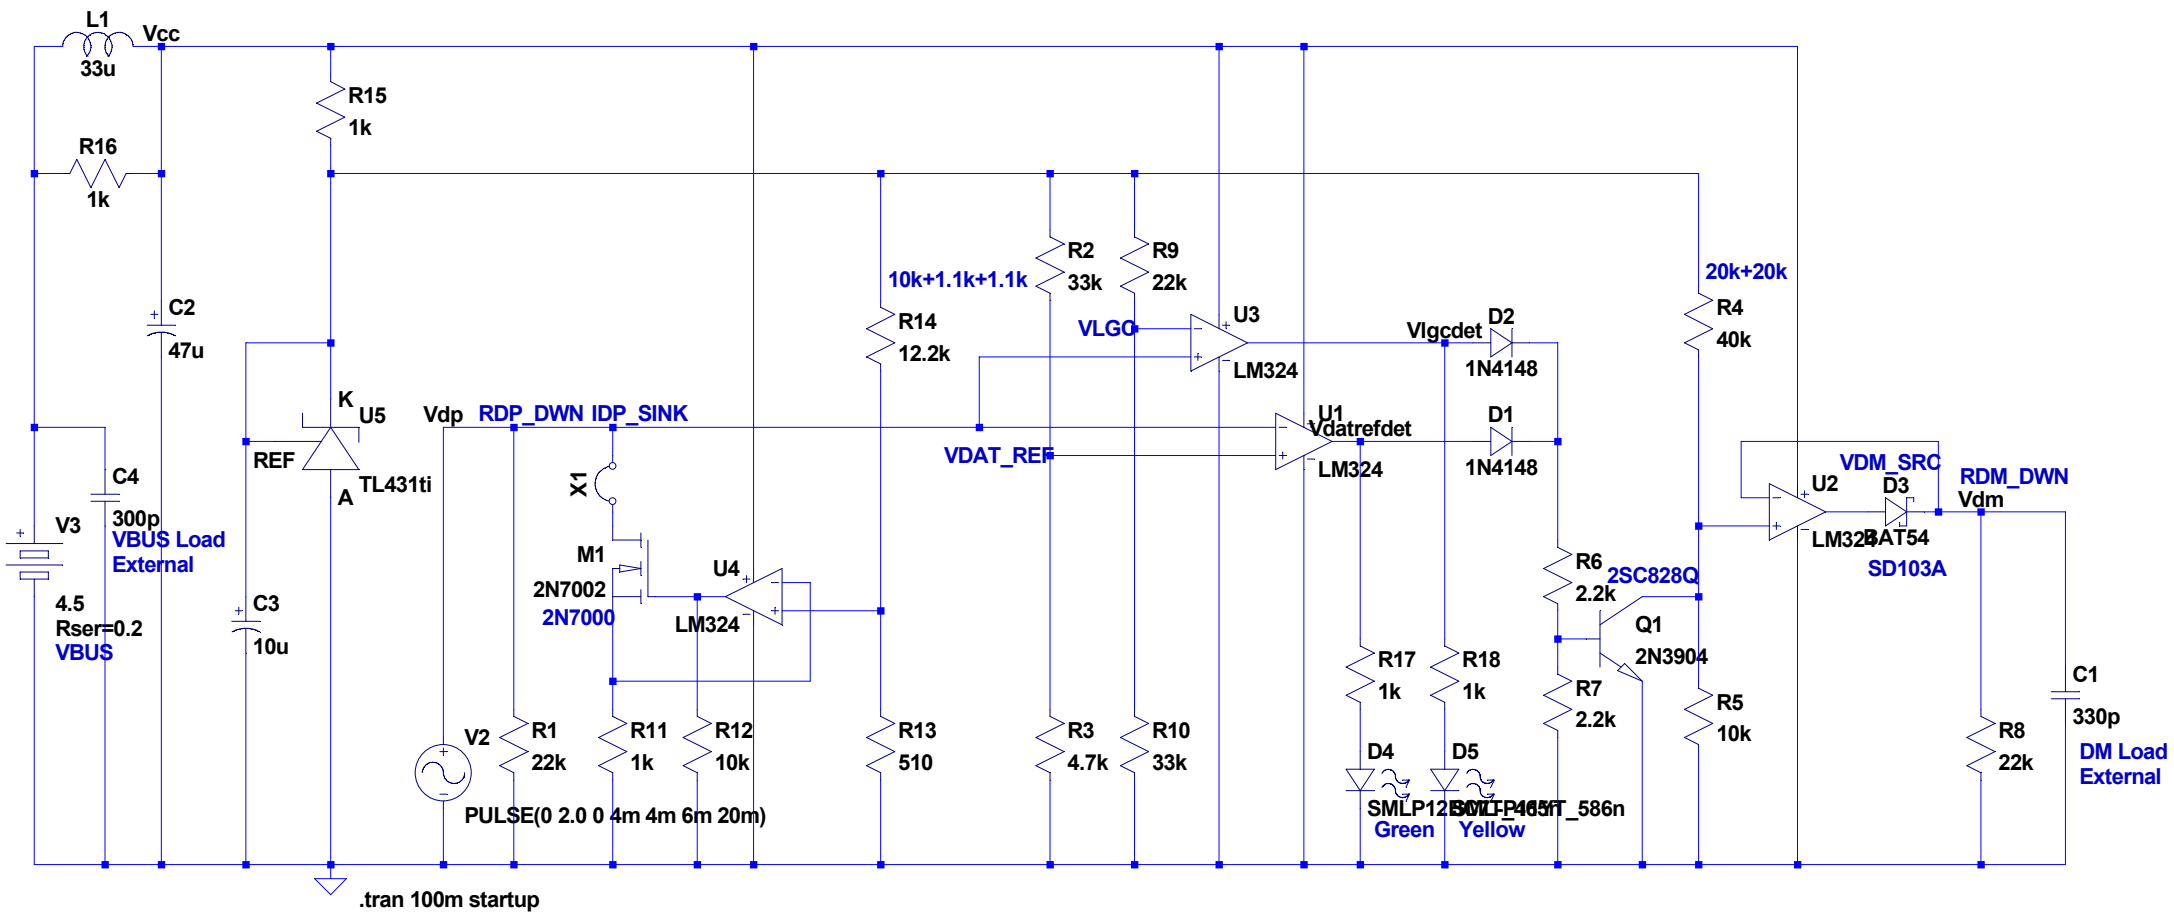 L1
Vcc
33u
R15
1k
R16
1k
R2
33k
R9
22k
10k+1.1k+1.1k
20k+20k
C2
47u
R14
12.2k
VLGC
U3
LM324
Vlgcdet
D2
1N4148
R4
40k
K
U5
REF
TL431ti
A
Vdp
RDP_DWN
IDP_SINK
VDAT_REF
U1
Vdatrefdet
LM324
D1
1N4148
C4
300p
VBUS Load
External
V3
4.5
Rser=0.2
VBUS
X1
M1
2N7002
2N7000
U4
LM324
VDM_SRC
U2
LM324
D3
BAT54
SD103A
RDM_DWN
Vdm
C3
10u
R6
2.2k
2SC828Q
Q1
2N3904
R17
1k
R18
1k
R7
2.2k
R5
10k
C1
330p
DM Load
External
V2
R1
22k
R11
1k
R12
10k
R13
510
R3
4.7k
R10
33k
D4
D5
R8
22k
PULSE(0 2.0 0 4m 4m 6m 20m)
Green
Yellow
.tran 100m startup